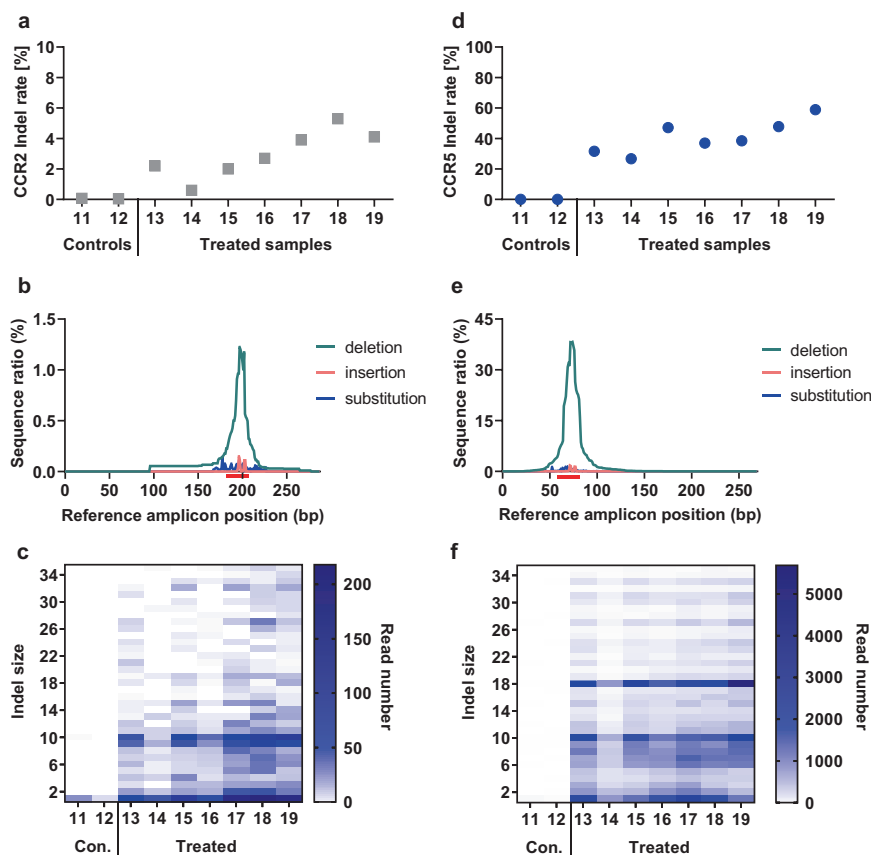 a
CCR2 Indel rate [%]
10
8
6
4
2
0
11 12 13 14 15 16 17 18 19
Controls Treated samples
d
CCR5 Indel rate [%]
100
80
60
40
20
0
11 12 13 14 15 16 17 18 19
Controls Treated samples
b
Sequence ratio (%)
1.5
1.0
0.5
0.0
0 50 100 150 200 250
Reference amplicon position (bp)
deletion
insertion
substitution
e
Sequence ratio (%)
45
30
15
0
0 50 100 150 200 250
Reference amplicon position (bp)
deletion
insertion
substitution
c
Indel size
34
30
26
22
18
14
10
6
2
11 12 13 14 15 16 17 18 19
Con. Treated
200
150
100
50
0
Read number
f
Indel size
34
30
26
22
18
14
10
6
2
11 12 13 14 15 16 17 18 19
Con. Treated
5000
4000
3000
2000
1000
0
Read number